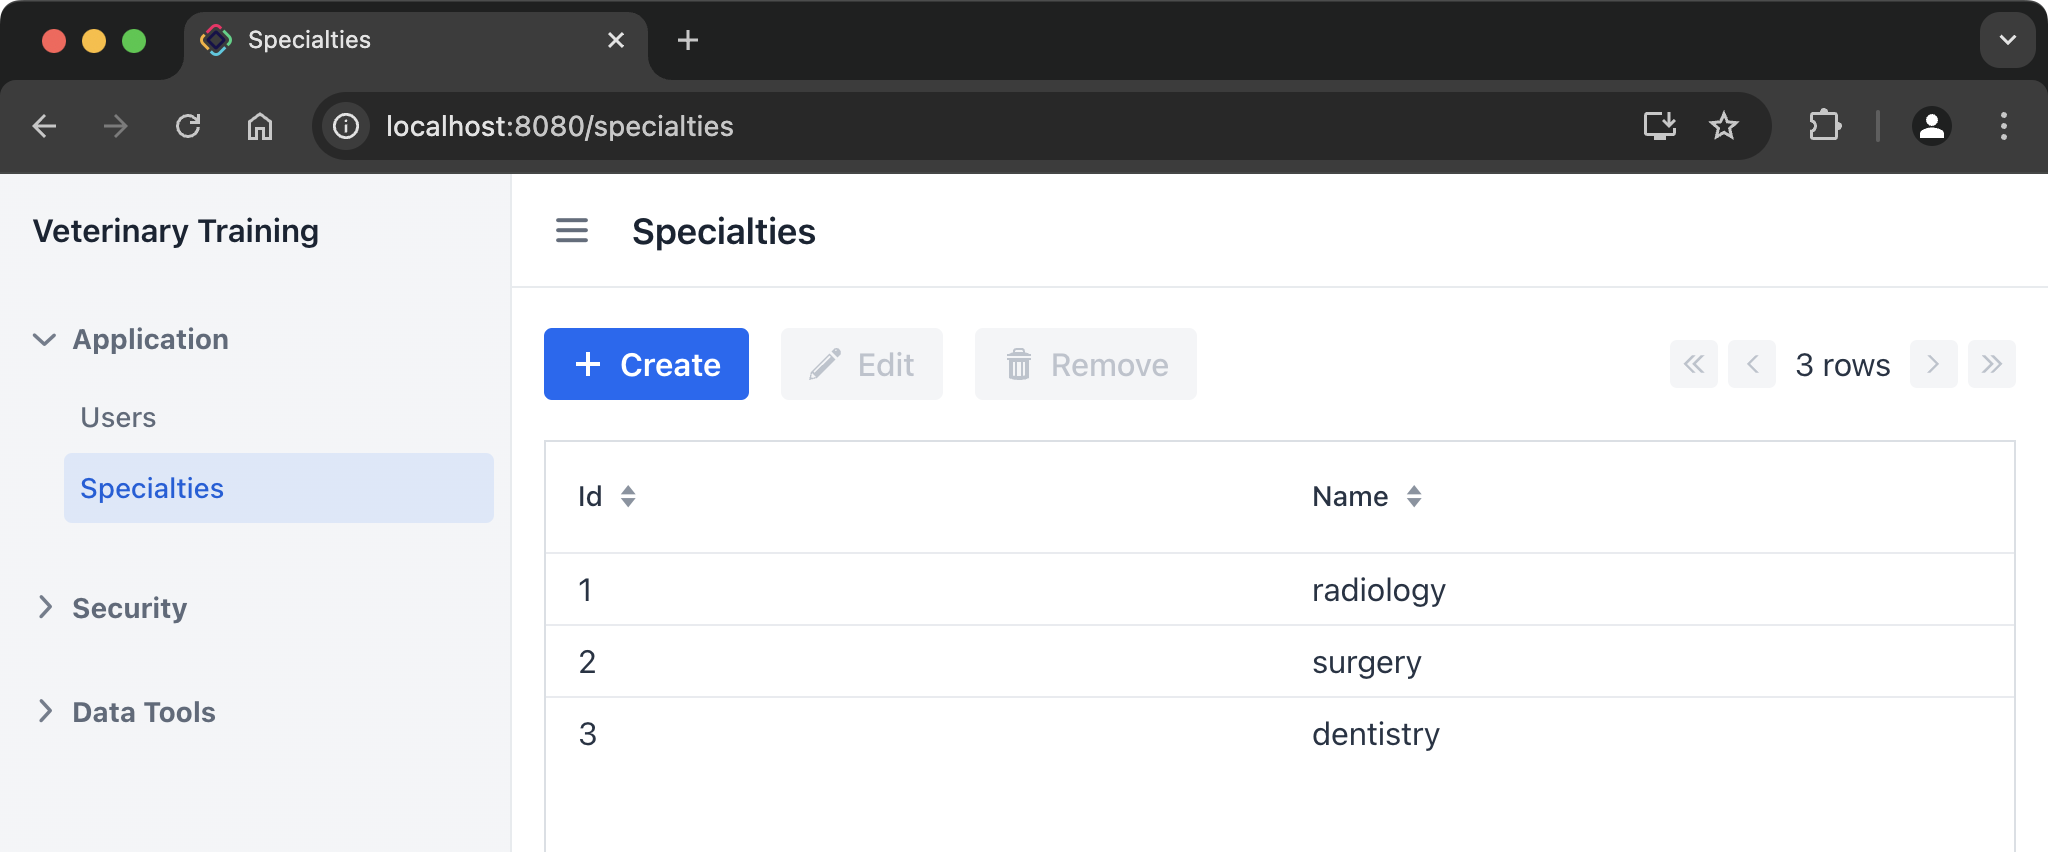 Specialties
localhost:8080/specialties
Veterinary Training
Application
Users
Specialties
Security
Data Tools
Specialties
Create Edit Remove 3 rows
Id Name
1 radiology
2 surgery
3 dentistry